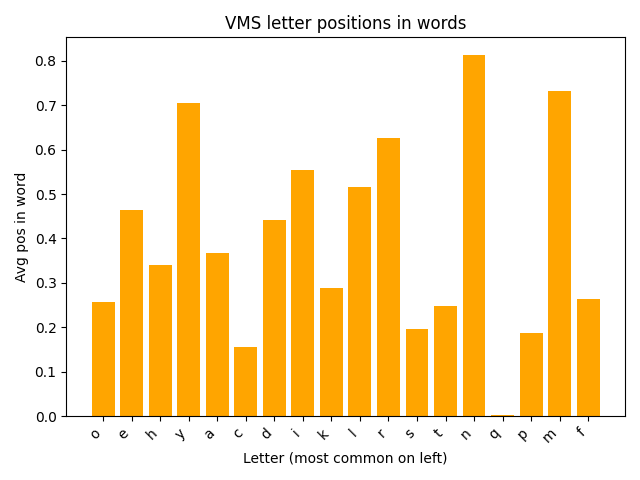 VMS letter positions in words
Avg pos in word
0.8
0.7
0.6
0.5
0.4
0.3
0.2
0.1
0.0
o e h y a c d i k l r s t n q p m f
Letter (most common on left)